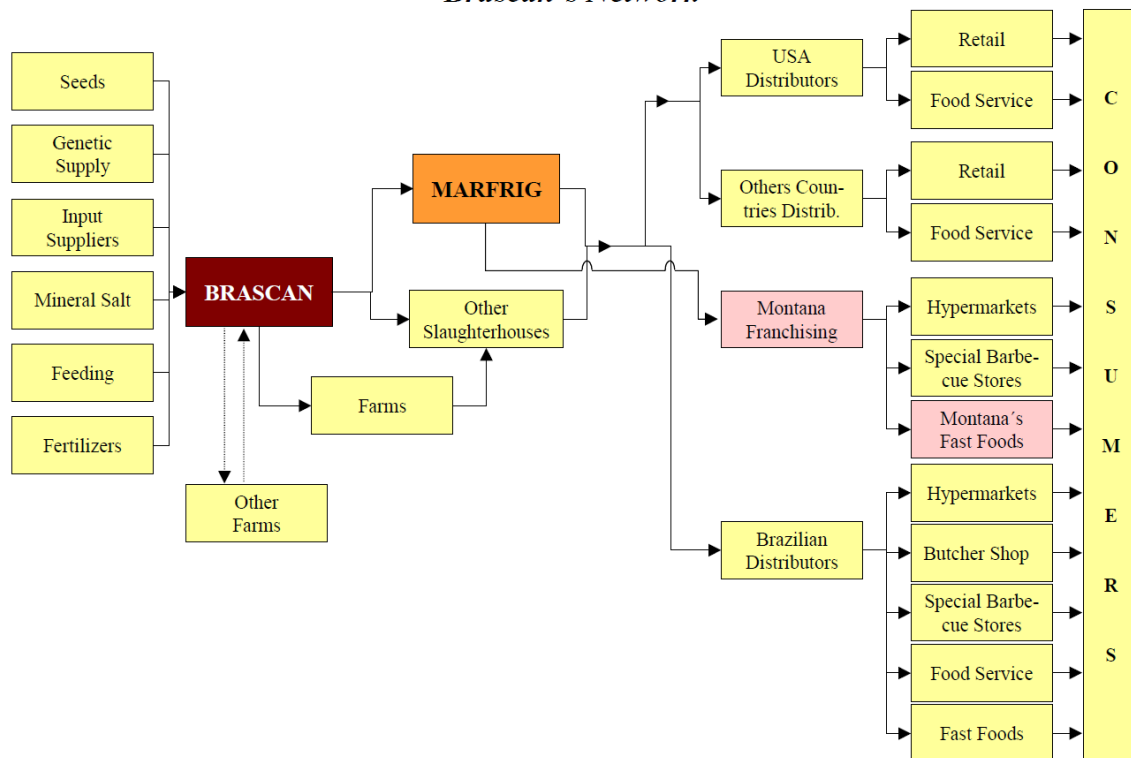 Brascan´s Network
Seeds
Genetic
Supply
Input
Suppliers
Mineral Salt
Feeding
Fertilizers
BRASCAN
Other
Farms
Farms
MARFRIG
Other
Slaughterhouses
USA
Distributors
Others Coun-
tries Distrib.
Montana
Franchising
Brazilian
Distributors
Retail
Food Service
Retail
Food Service
Hypermarkets
Special Barbe-
cue Stores
Montana´s
Fast Foods
Hypermarkets
Butcher Shop
Special Barbe-
cue Stores
Food Service
Fast Foods
C
O
N
S
U
M
E
R
S